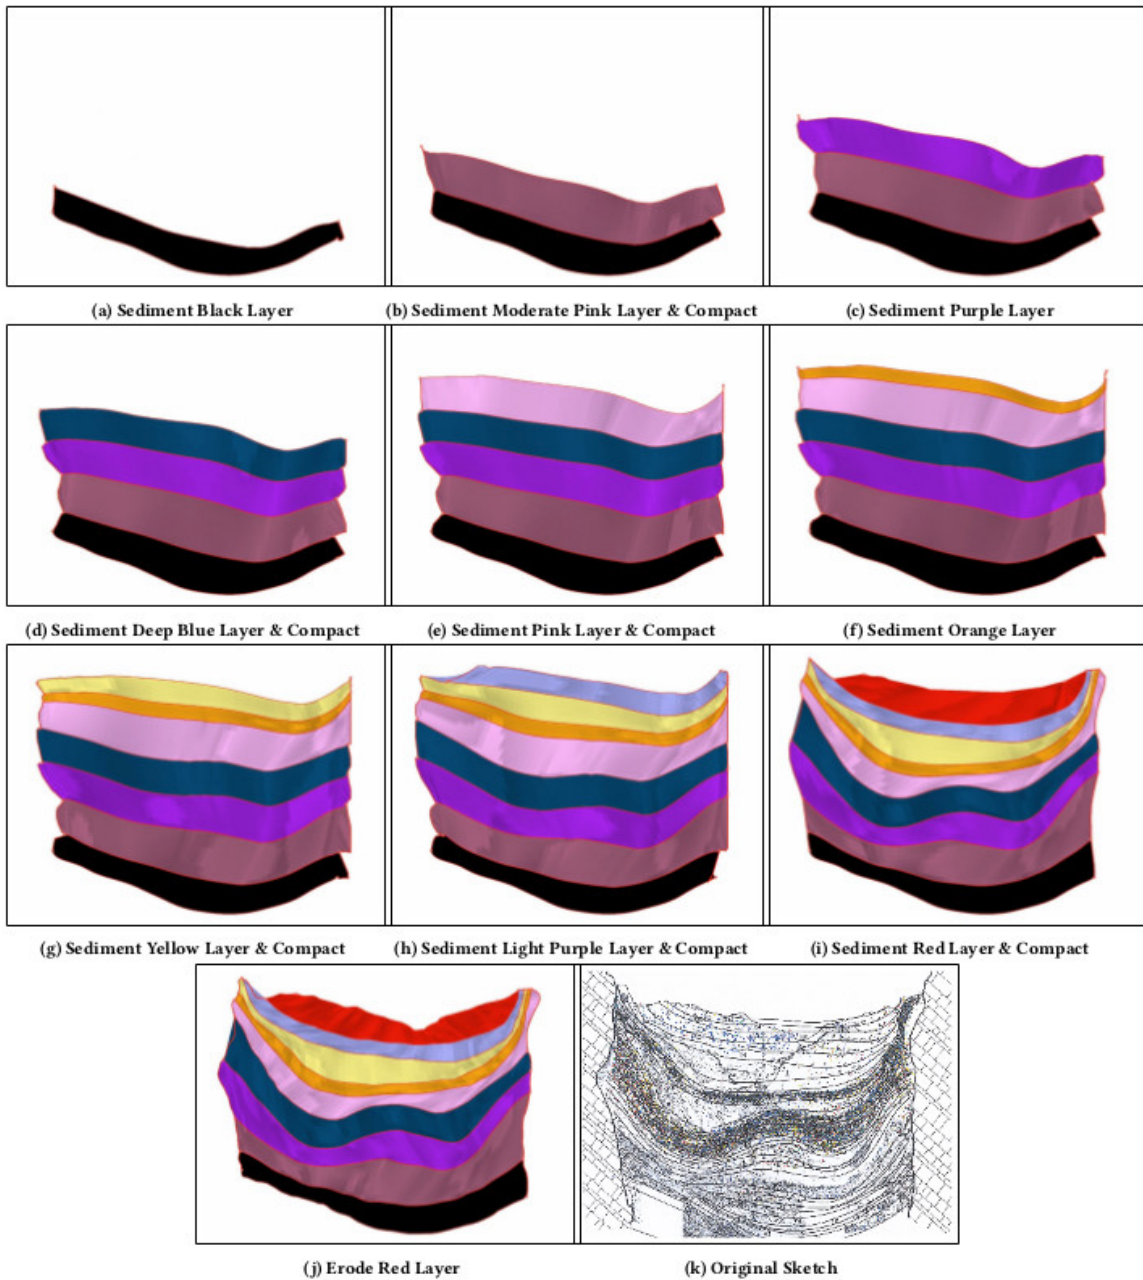 (a) Sediment Black Layer
(b) Sediment Moderate Pink Layer & Compact
(c) Sediment Purple Layer
(d) Sediment Deep Blue Layer & Compact
(e) Sediment Pink Layer & Compact
(f) Sediment Orange Layer
(g) Sediment Yellow Layer & Compact
(h) Sediment Light Purple Layer & Compact
(i) Sediment Red Layer & Compact
(j) Erode Red Layer
(k) Original Sketch